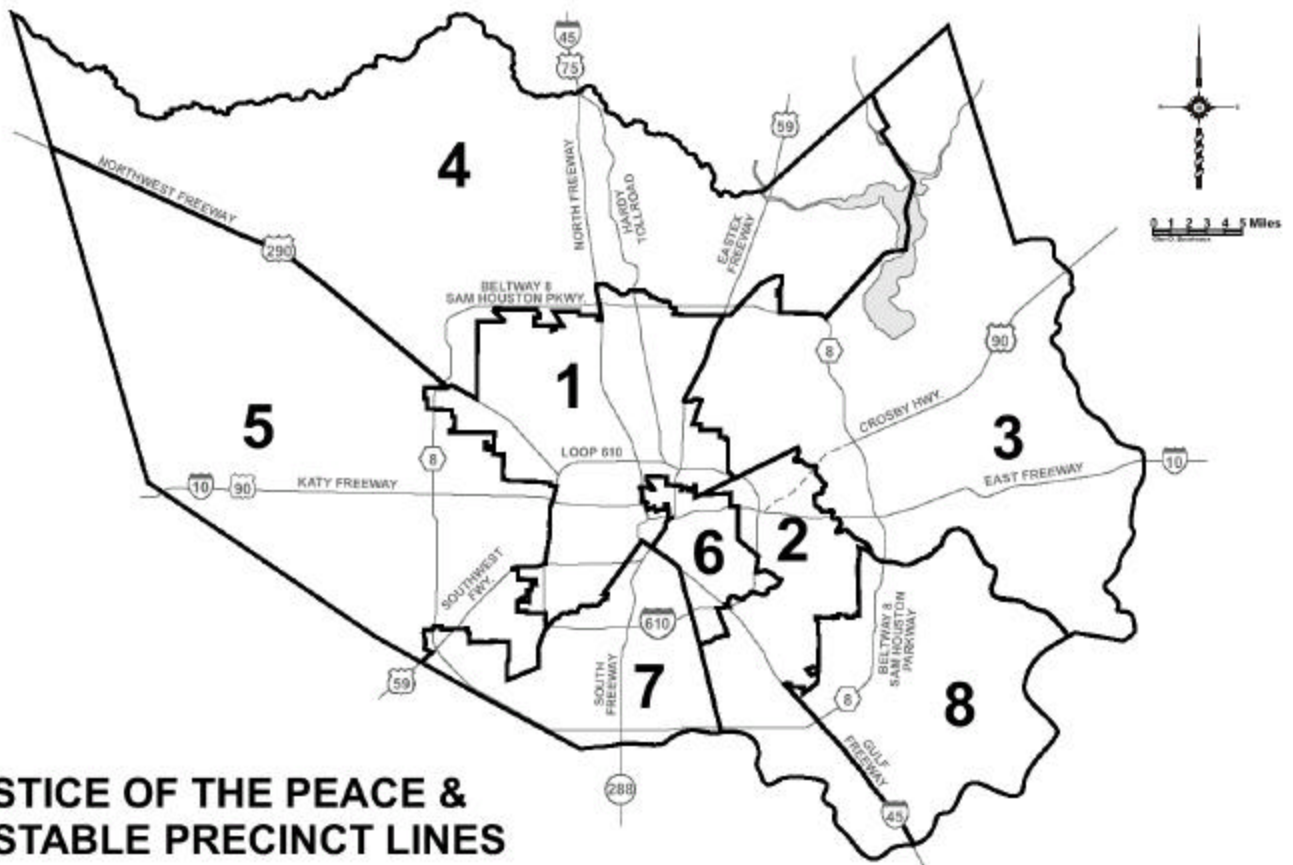 45
75
59
4
NORTHWEST FREEWAY
NORTH FREEWAY
HARDY
TOLLROAD
EASTEX
FREEWAY
0 1 2 3 4 5 Miles
290
BELTWAY 8
SAM HOUSTON PKWY.
90
8
1
5
CROSBY HWY.
3
LOOP 610
8
10
90
KATY FREEWAY
EAST FREEWAY
10
6
2
SOUTHWEST
FWY.
610
BELTWAY 8
SAM HOUSTON
PARKWAY
59
SOUTH
FREEWAY
7
8
8
GULF
FREEWAY
288
45
STICE OF THE PEACE &
STABLE PRECINCT LINES